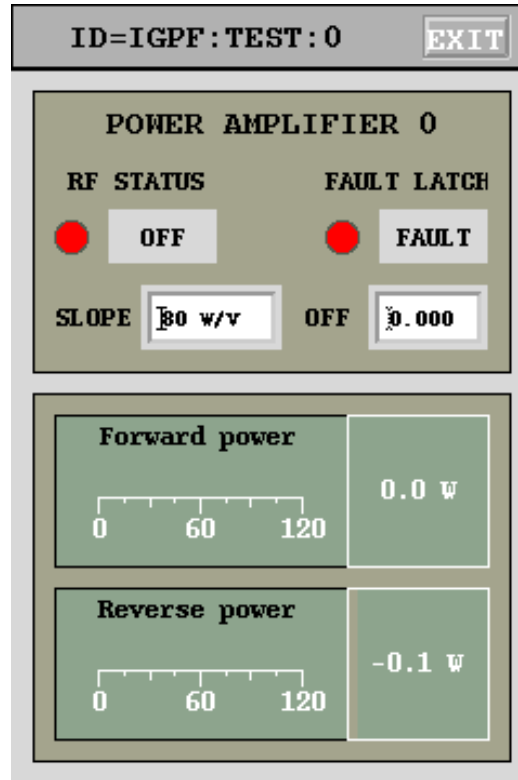 ID=IGPF:TEST:0 EXIT
POWER AMPLIFIER 0
RF STATUS FAULT LATCH
OFF FAULT
SLOPE 80 w/v OFF 0.000
Forward power
0.0 W
0 60 120
Reverse power
-0.1 W
0 60 120